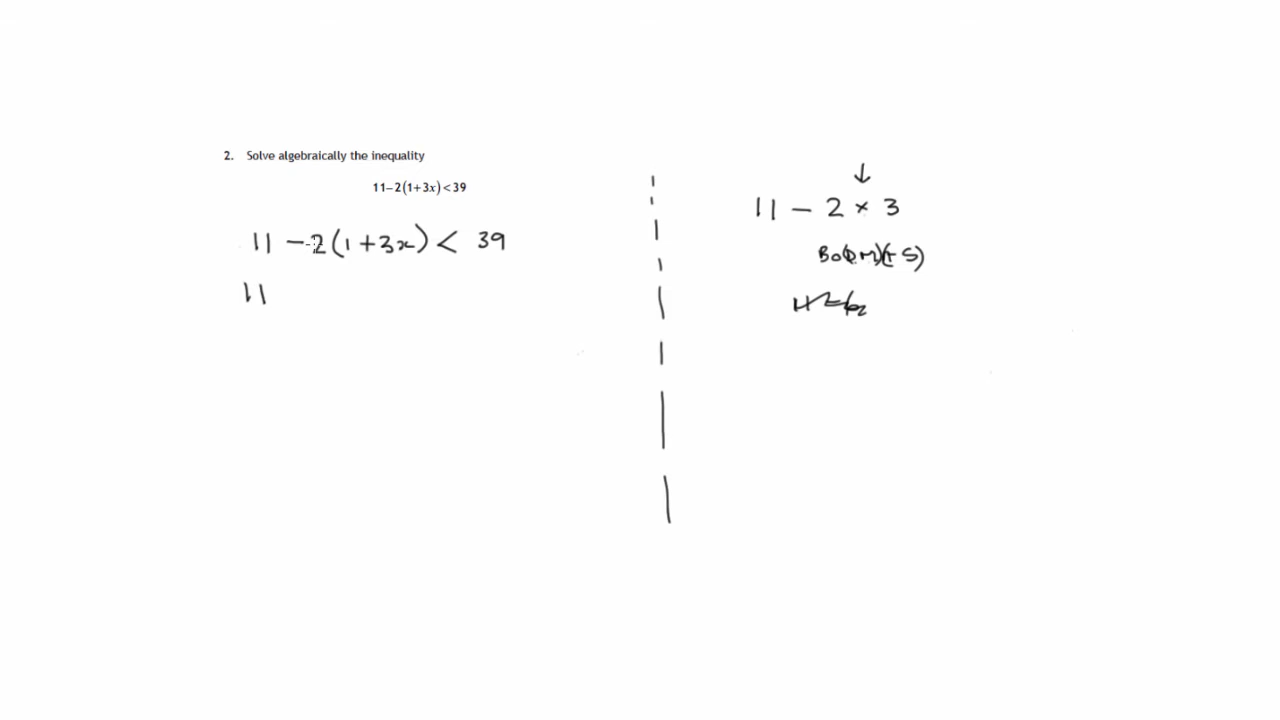 2. Solve algebraically the inequality
11-2(1+3x)<39
11 -2(1+3x) < 39
11
↓
11 - 2 × 3